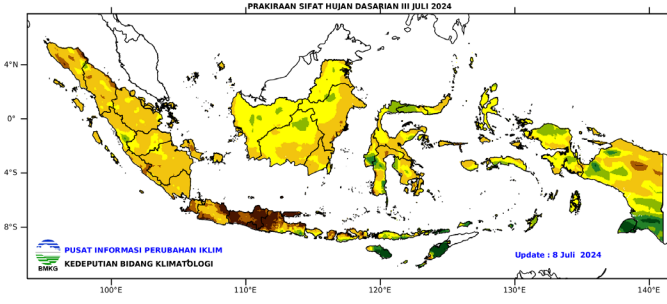 PRAKIRAAN SIFAT HUJAN DASARIAN III JULI 2024
4°N
0°
4°S
8°S
PUSAT INFORMASI PERUBAHAN IKLIM
KEDEPUTIAN BIDANG KLIMATOLOGI
BMKG
Update : 8 Juli 2024
100°E 110°E 120°E 130°E 140°E